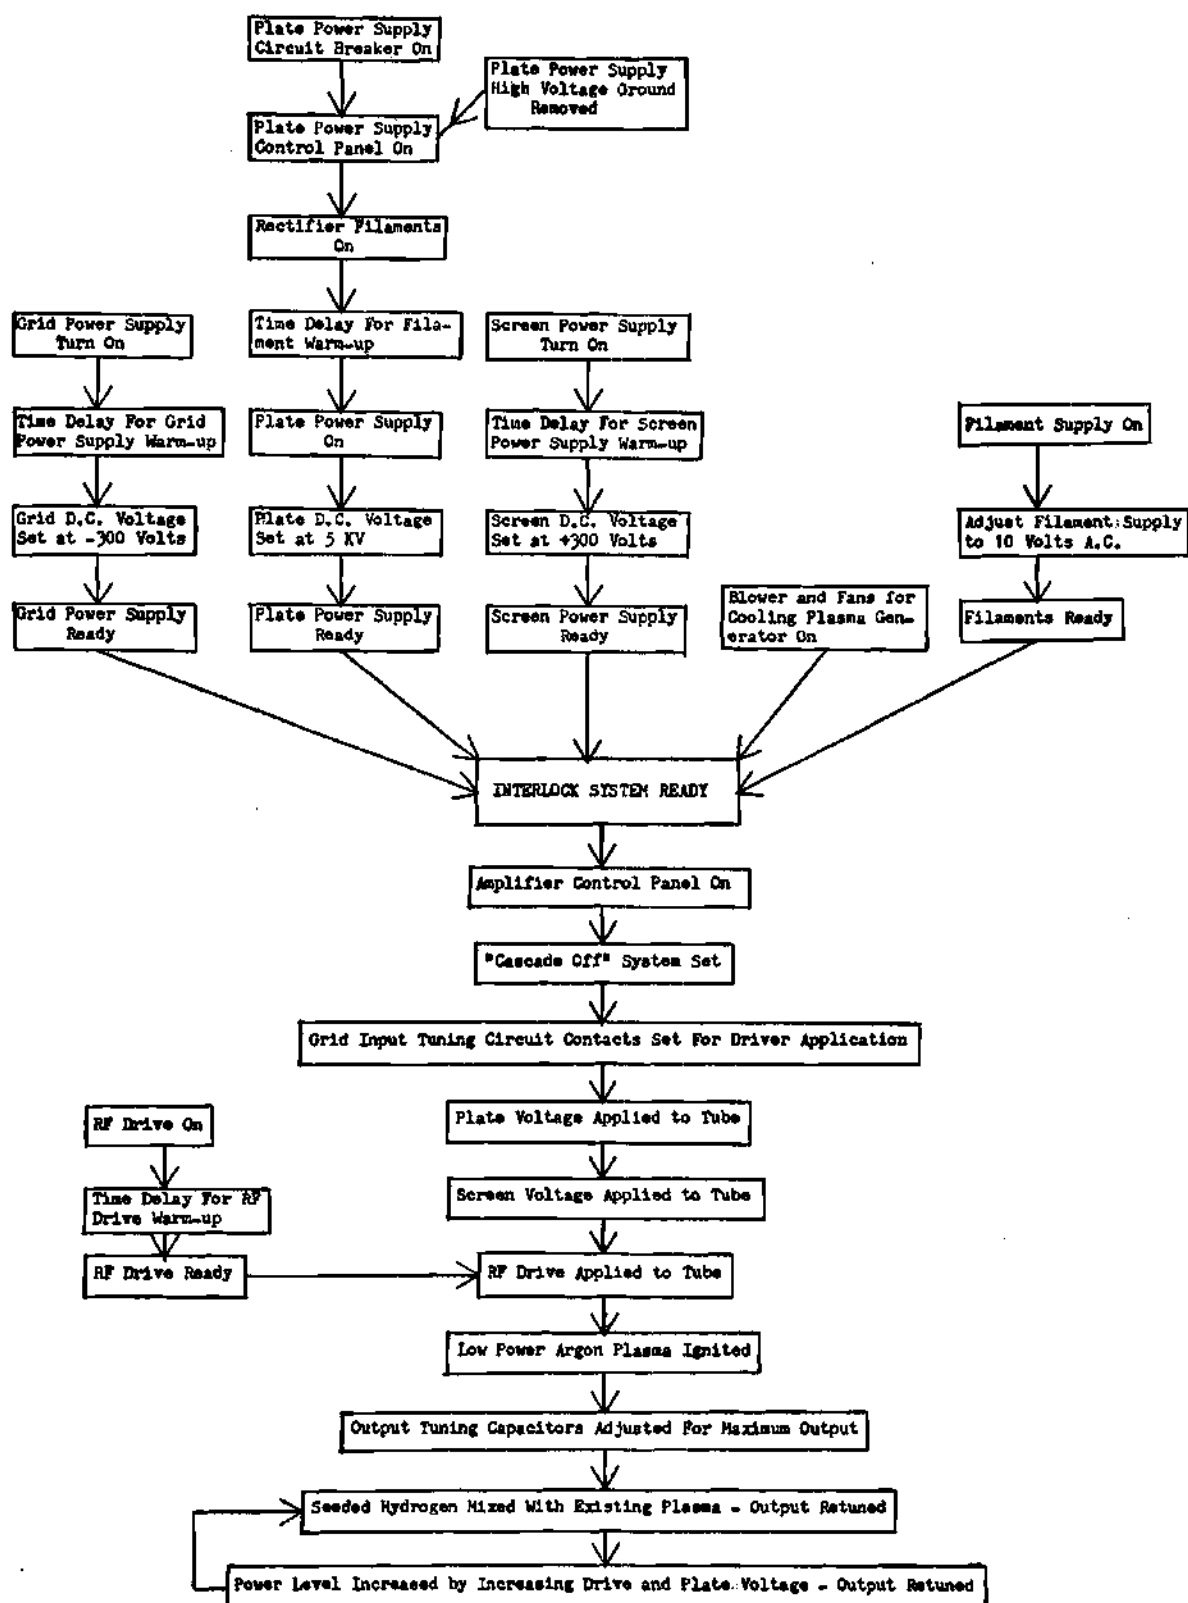 Plate Power Supply
Circuit Breaker On
Plate Power Supply
High Voltage Ground
Removed
Plate Power Supply
Control Panel On
Rectifier Filaments
On
Grid Power Supply
Turn On
Time Delay For Fila-
ment Warm-up
Screen Power Supply
Turn On
Time Delay For Grid
Power Supply Warm-up
Plate Power Supply
On
Time Delay For Screen
Power Supply Warm-up
Filament Supply On
Grid D.C. Voltage
Set at -300 Volts
Plate D.C. Voltage
Set at 5 KV
Screen D.C. Voltage
Set at +300 Volts
Adjust Filament Supply
to 10 Volts A.C.
Grid Power Supply
Ready
Plate Power Supply
Ready
Screen Power Supply
Ready
Blower and Fans for
Cooling Plasma Gen-
erator On
Filaments Ready
INTERLOCK SYSTEM READY
Amplifier Control Panel On
"Cascade Off" System Set
Grid Input Tuning Circuit Contacts Set For Driver Application
Plate Voltage Applied to Tube
RF Drive On
Screen Voltage Applied to Tube
Time Delay For RF
Drive Warm-up
RF Drive Ready
RF Drive Applied to Tube
Low Power Argon Plasma Ignited
Output Tuning Capacitors Adjusted For Maximum Output
Seeded Hydrogen Mixed With Existing Plasma - Output Retuned
Power Level Increased by Increasing Drive and Plate Voltage - Output Retuned